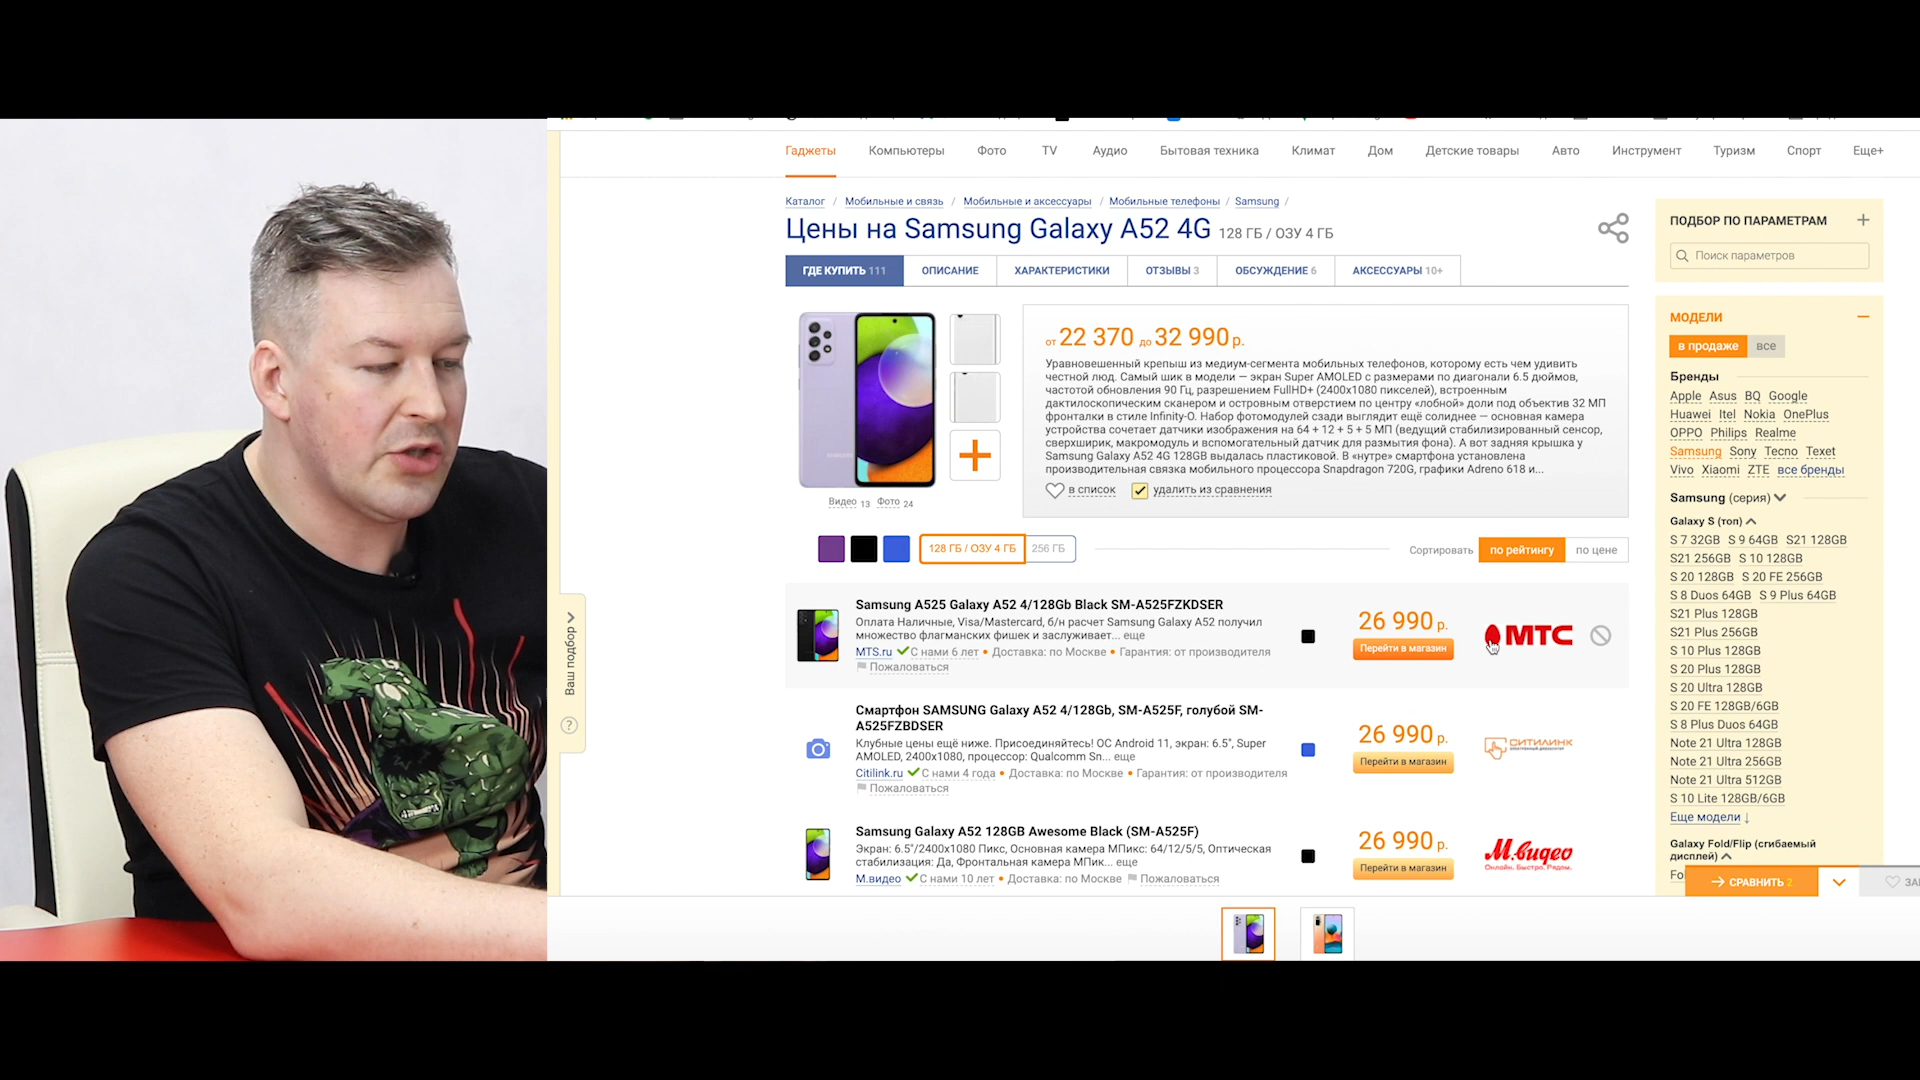 Гаджеты Компьютеры Фото TV Аудио Бытовая техника Климат Дом Детские товары Авто Инструмент Туризм Спорт Еще+
Каталог / Мобильные и связь / Мобильные и аксессуары / Мобильные телефоны / Samsung /
Цены на Samsung Galaxy A52 4G 128 ГБ / ОЗУ 4 ГБ
ГДЕ КУПИТЬ 111 ОПИСАНИЕ ХАРАКТЕРИСТИКИ ОТЗЫВЫ 3 ОБСУЖДЕНИЕ 6 АКСЕССУАРЫ 10+
от 22 370 до 32 990 р.
Уравновешенный крепыш из медиум-сегмента мобильных телефонов, которому есть чем удивить
честной люд. Самый шик в модели — экран Super AMOLED с размерами по диагонали 6.5 дюймов,
частотой обновления 90 Гц, разрешением FullHD+ (2400x1080 пикселей), встроенным
дактилоскопическим сканером и островным отверстием по центру «лобной» доли под объектив 32 МП
фронталки в стиле Infinity-O. Набор фотомодулей сзади выглядит ещё солиднее — основная камера
устройства сочетает датчики изображения на 64 + 12 + 5 + 5 МП (ведущий стабилизированный сенсор,
сверхширик, макромодуль и вспомогательный датчик для размытия фона). А вот задняя крышка у
Samsung Galaxy A52 4G 128GB выдалась пластиковой. В «нутре» смартфона установлена
производительная связка мобильного процессора Snapdragon 720G, графики Adreno 618 и...
в список удалить из сравнения
Видео 13 Фото 24
128 ГБ / ОЗУ 4 ГБ 256 ГБ
Сортировать по рейтингу по цене
Samsung A525 Galaxy A52 4/128Gb Black SM-A525FZKDSER
Оплата Наличные, Visa/Mastercard, б/н расчет Samsung Galaxy A52 получил
множество флагманских фишек и заслуживает... еще
MTS.ru С нами 6 лет • Доставка: по Москве • Гарантия: от производителя
Пожаловаться
26 990 р.
Перейти в магазин
МТС
Смартфон SAMSUNG Galaxy A52 4/128Gb, SM-A525F, голубой SM-
A525FZBDSER
Клубные цены ещё ниже. Присоединяйтесь! ОС Android 11, экран: 6.5", Super
AMOLED, 2400x1080, процессор: Qualcomm Sn... еще
Citilink.ru С нами 4 года • Доставка: по Москве • Гарантия: от производителя
Пожаловаться
26 990 р.
Перейти в магазин
СИТИЛИНК
Samsung Galaxy A52 128GB Awesome Black (SM-A525F)
Экран: 6.5"/2400x1080 Пикс, Основная камера МПикс: 64/12/5/5, Оптическая
стабилизация: Да, Фронтальная камера МПик... еще
М.видео С нами 10 лет • Доставка: по Москве Пожаловаться
26 990 р.
Перейти в магазин
М.видео
Онлайн. Быстро. Рядом.
Ваш подбор
?
ПОДБОР ПО ПАРАМЕТРАМ +
Поиск параметров
МОДЕЛИ
в продаже все
Бренды
Apple Asus BQ Google
Huawei Itel Nokia OnePlus
OPPO Philips Realme
Samsung Sony Tecno Texet
Vivo Xiaomi ZTE все бренды
Samsung (серия)
Galaxy S (топ)
S 7 32GB S 9 64GB S21 128GB
S21 256GB S 10 128GB
S 20 128GB S 20 FE 256GB
S 8 Duos 64GB S 9 Plus 64GB
S21 Plus 128GB
S21 Plus 256GB
S 10 Plus 128GB
S 20 Plus 128GB
S 20 Ultra 128GB
S 20 FE 128GB/6GB
S 8 Plus Duos 64GB
Note 21 Ultra 128GB
Note 21 Ultra 256GB
Note 21 Ultra 512GB
S 10 Lite 128GB/6GB
Еще модели ↓
Galaxy Fold/Flip (сгибаемый
дисплей)
Fo
→ СРАВНИТЬ 2
ЗА